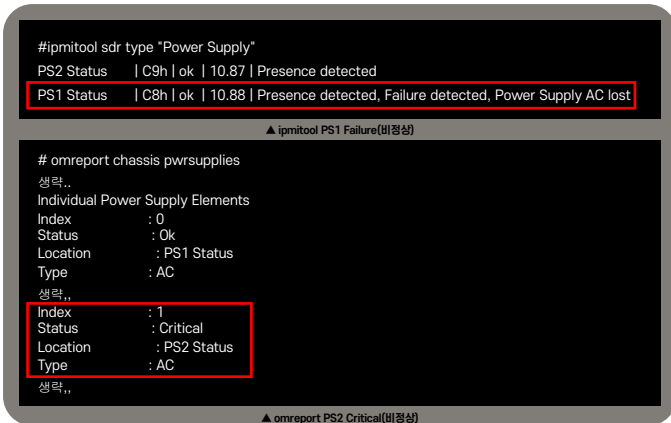 #ipmitool sdr type "Power Supply"
PS2 Status | C9h | ok | 10.87 | Presence detected
PS1 Status | C8h | ok | 10.88 | Presence detected, Failure detected, Power Supply AC lost
▲ ipmitool PS1 Failure(비정상)
# omreport chassis pwrsupplies
생략..
Individual Power Supply Elements
Index : 0
Status : Ok
Location : PS1 Status
Type : AC
생략,,
Index : 1
Status : Critical
Location : PS2 Status
Type : AC
생략,,
▲ omreport PS2 Critical(비정상)